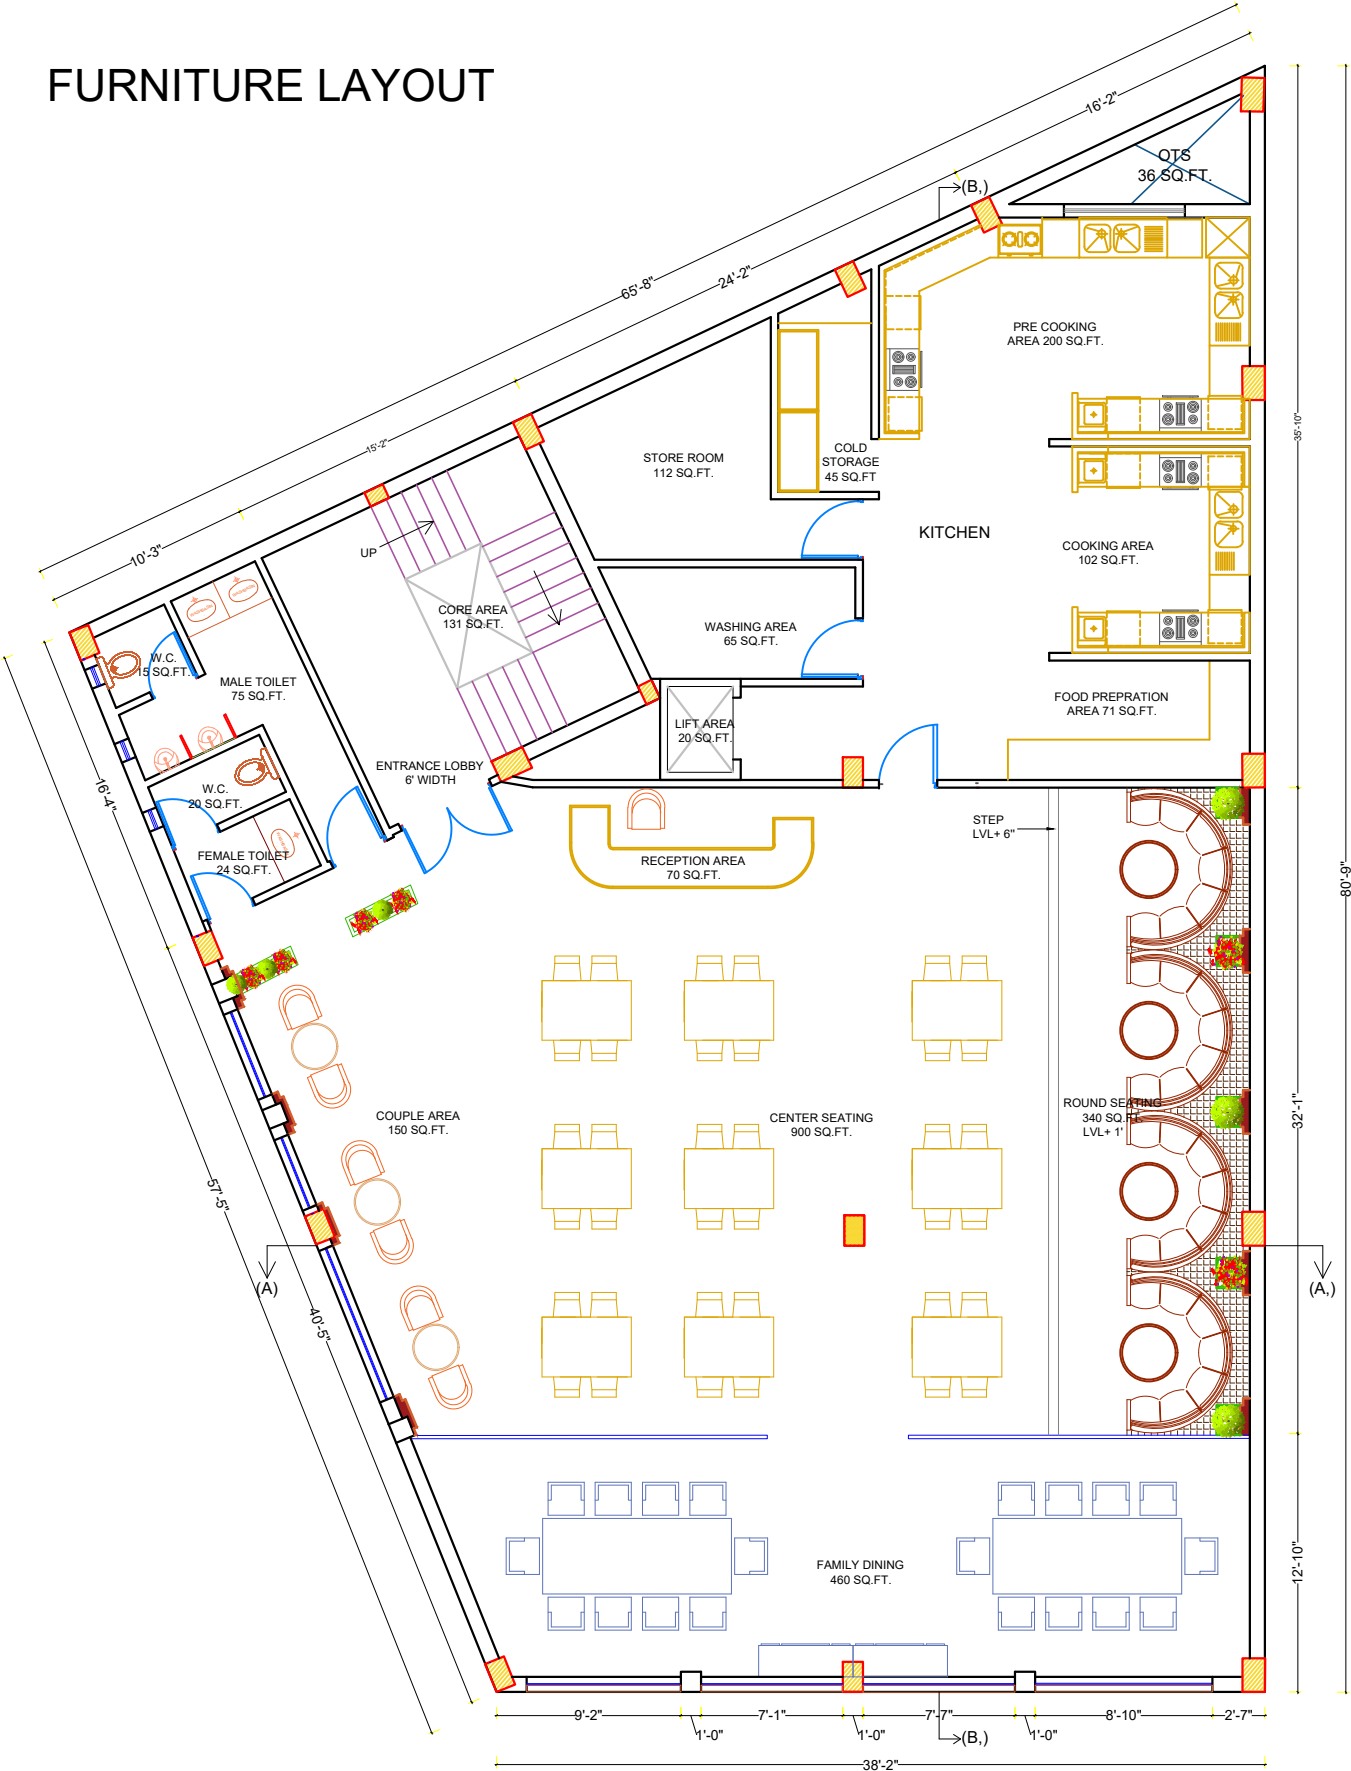 FURNITURE LAYOUT
16'-2"
OTS
36 SQ.FT.
(B,)
65'-8"
24'-2"
15'-2"
10'-3"
PRE COOKING
AREA 200 SQ.FT.
35'-10"
STORE ROOM
112 SQ.FT.
COLD
STORAGE
45 SQ.FT
UP
KITCHEN
COOKING AREA
102 SQ.FT.
CORE AREA
131 SQ.FT.
WASHING AREA
65 SQ.FT.
W.C.
15 SQ.FT.
MALE TOILET
75 SQ.FT.
FOOD PREPRATION
AREA 71 SQ.FT.
LIFT AREA
20 SQ.FT.
ENTRANCE LOBBY
6' WIDTH
16'-4"
W.C.
20 SQ.FT.
STEP
LVL+ 6"
FEMALE TOILET
24 SQ.FT.
RECEPTION AREA
70 SQ.FT.
80'-9"
COUPLE AREA
150 SQ.FT.
CENTER SEATING
900 SQ.FT.
ROUND SEATING
340 SQ.FT.
LVL+ 1'
32'-1"
57'-5"
(A)
(A,)
40'-5"
FAMILY DINING
460 SQ.FT.
12'-10"
9'-2"
7'-1"
7'-7"
8'-10"
2'-7"
1'-0"
1'-0"
(B,)
1'-0"
38'-2"